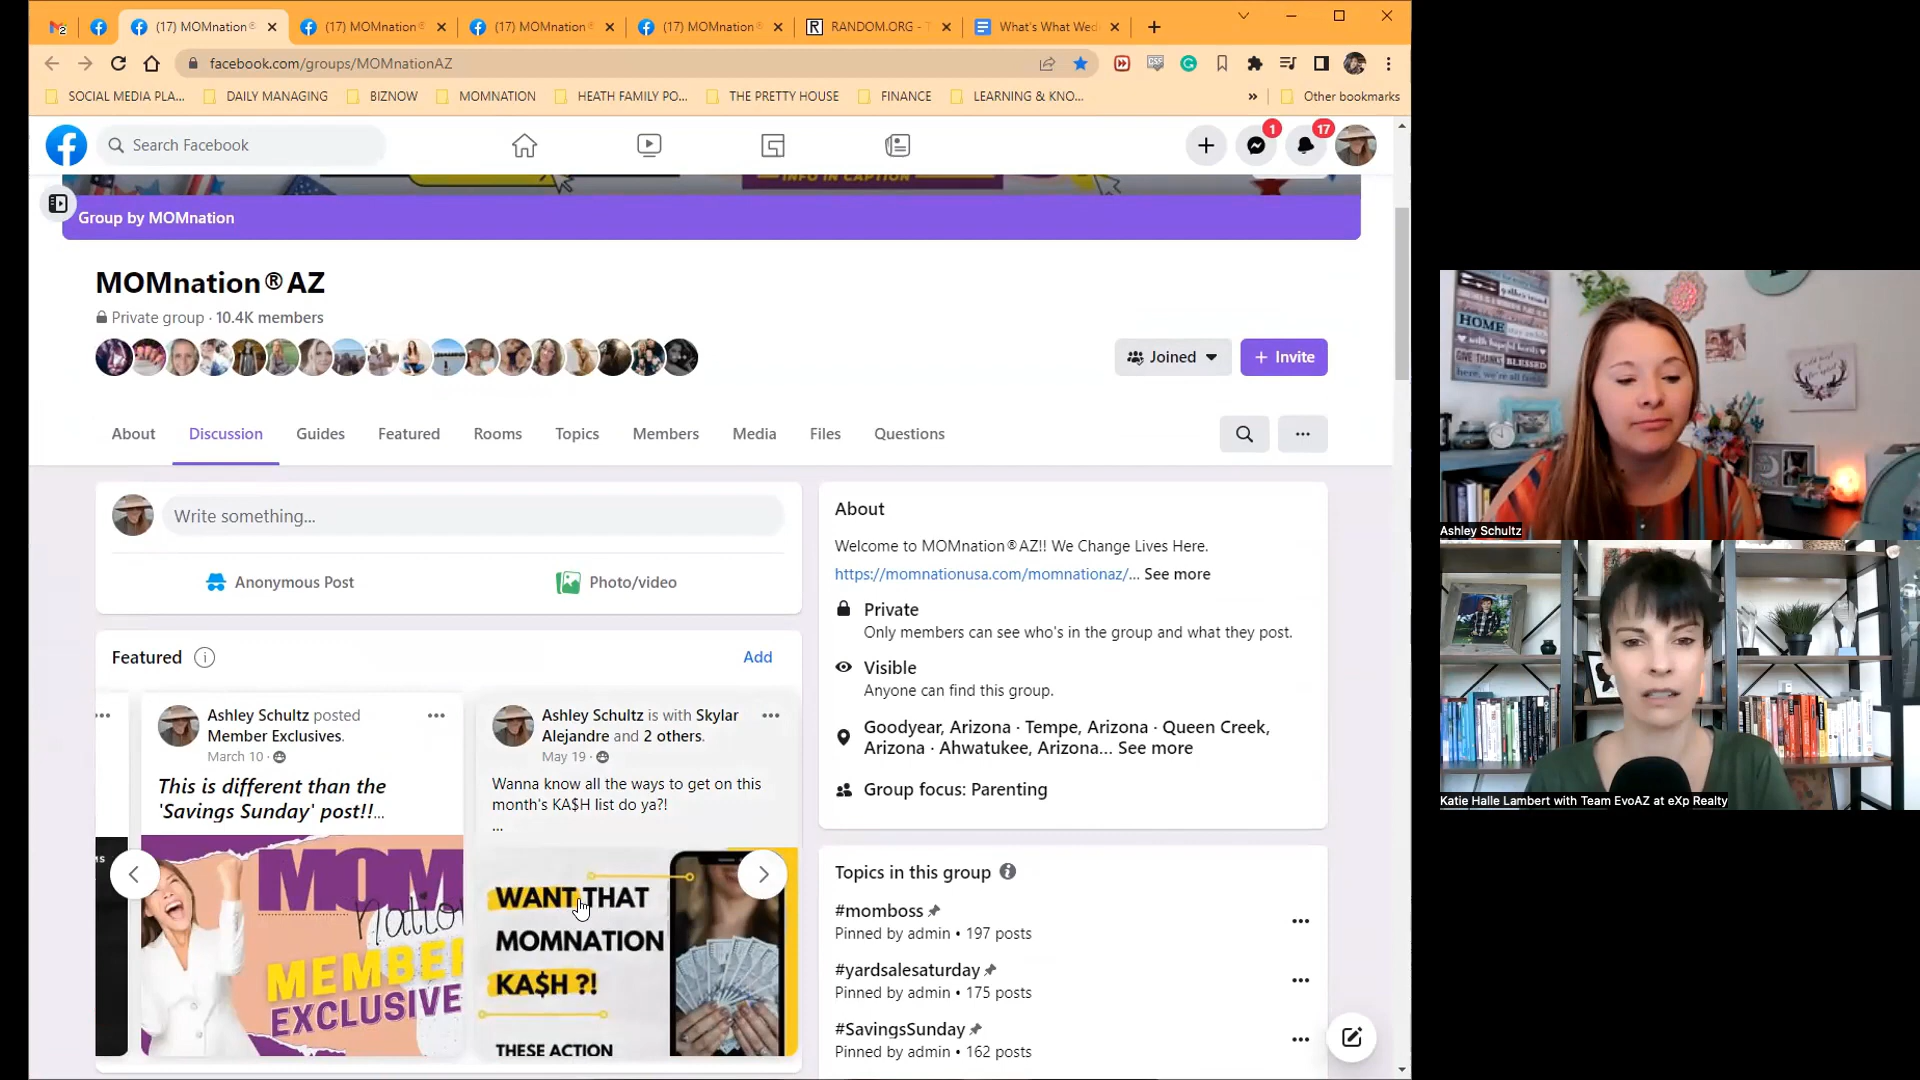 2
(17) MOMnation®
(17) MOMnation®
(17) MOMnation®
(17) MOMnation®
RANDOM.ORG - T
What's What Wed
facebook.com/groups/MOMnationAZ
SOCIAL MEDIA PLA...
DAILY MANAGING
BIZNOW
MOMNATION
HEATH FAMILY PO...
THE PRETTY HOUSE
FINANCE
LEARNING & KNO...
»
Other bookmarks
Search Facebook
1
17
INFO IN CAPTION
Group by MOMnation
MOMnation®AZ
Private group · 10.4K members
Joined
+ Invite
About
Discussion
Guides
Featured
Rooms
Topics
Members
Media
Files
Questions
Write something...
Anonymous Post
Photo/video
Featured
Add
Ashley Schultz posted
Member Exclusives.
March 10 ·
This is different than the
'Savings Sunday' post!!...
MOM
natio
MEMBE
EXCLUSIVE
Ashley Schultz is with Skylar
Alejandre and 2 others.
May 19 ·
Wanna know all the ways to get on this
month's KA$H list do ya?!
...
WANT THAT
MOMNATION
KA$H ?!
THESE ACTION
About
Welcome to MOMnation®AZ!! We Change Lives Here.
https://momnationusa.com/momnationaz/... See more
Private
Only members can see who's in the group and what they post.
Visible
Anyone can find this group.
Goodyear, Arizona · Tempe, Arizona · Queen Creek,
Arizona · Ahwatukee, Arizona... See more
Group focus: Parenting
Topics in this group
#momboss
Pinned by admin • 197 posts
#yardsalesaturday
Pinned by admin • 175 posts
#SavingsSunday
Pinned by admin • 162 posts
HOME
GIVE THANKS
BLESSED
Ashley Schultz
Katie Halle Lambert with Team EvoAZ at eXp Realty